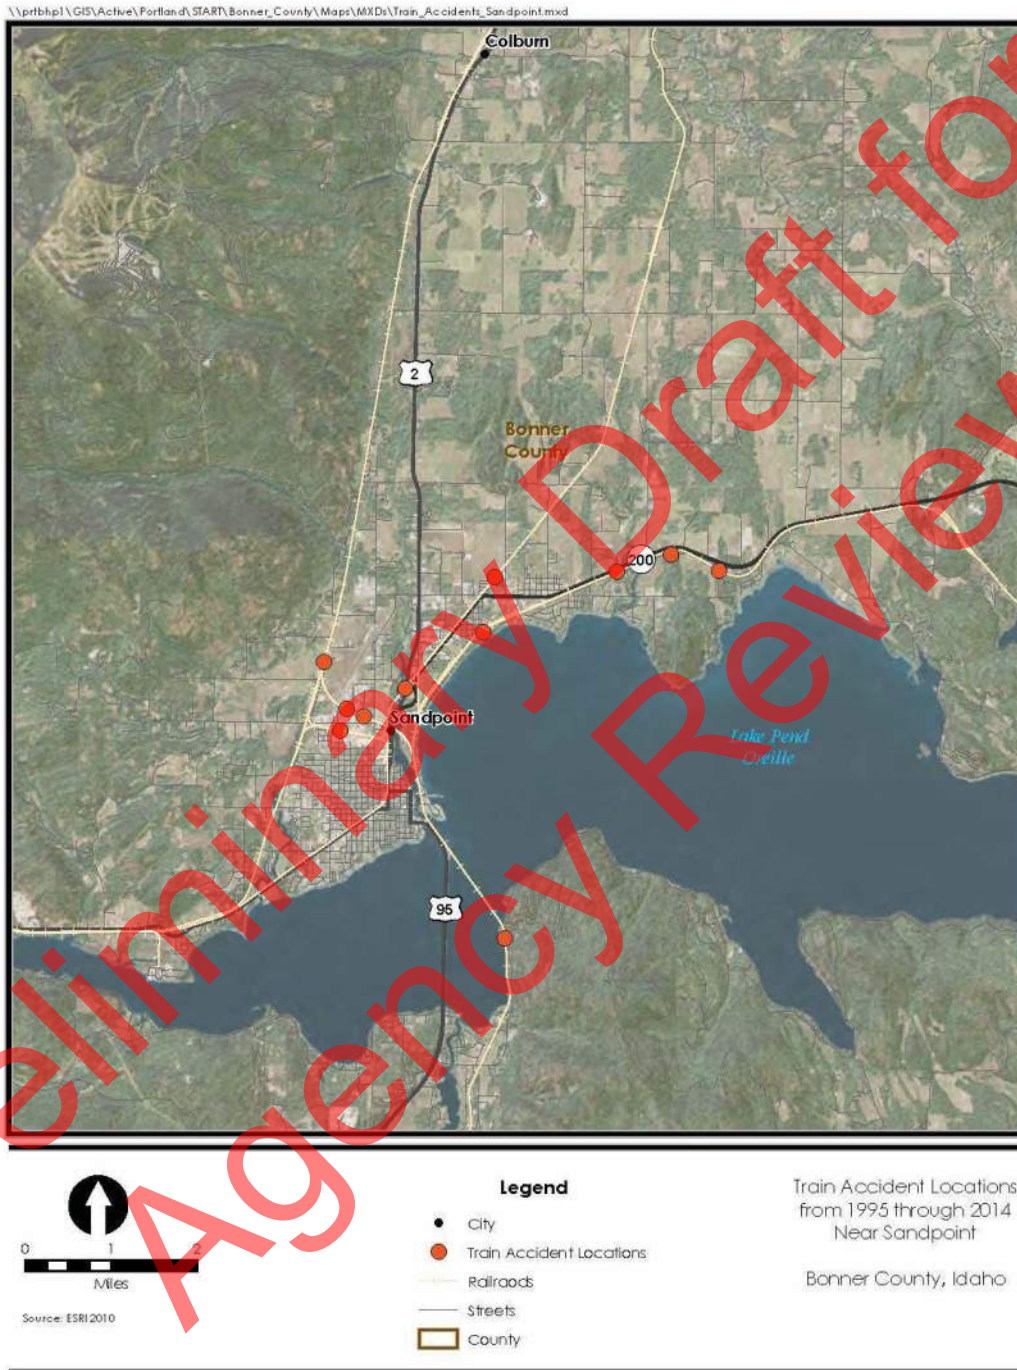 \\prtbhp1\GIS\Active\Portland\START\Bonner_County\Maps\MXDs\Train_Accidents_Sandpoint.mxd
Colburn
2
Bonner
County
200
Sandpoint
Lake Pend
Oreille
95
eliminary Draft for
Agency Review
0 1 2
Miles
Source: ESRI 2010
Legend
City
Train Accident Locations
Railraods
Streets
County
Train Accident Locations
from 1995 through 2014
Near Sandpoint
Bonner County, Idaho